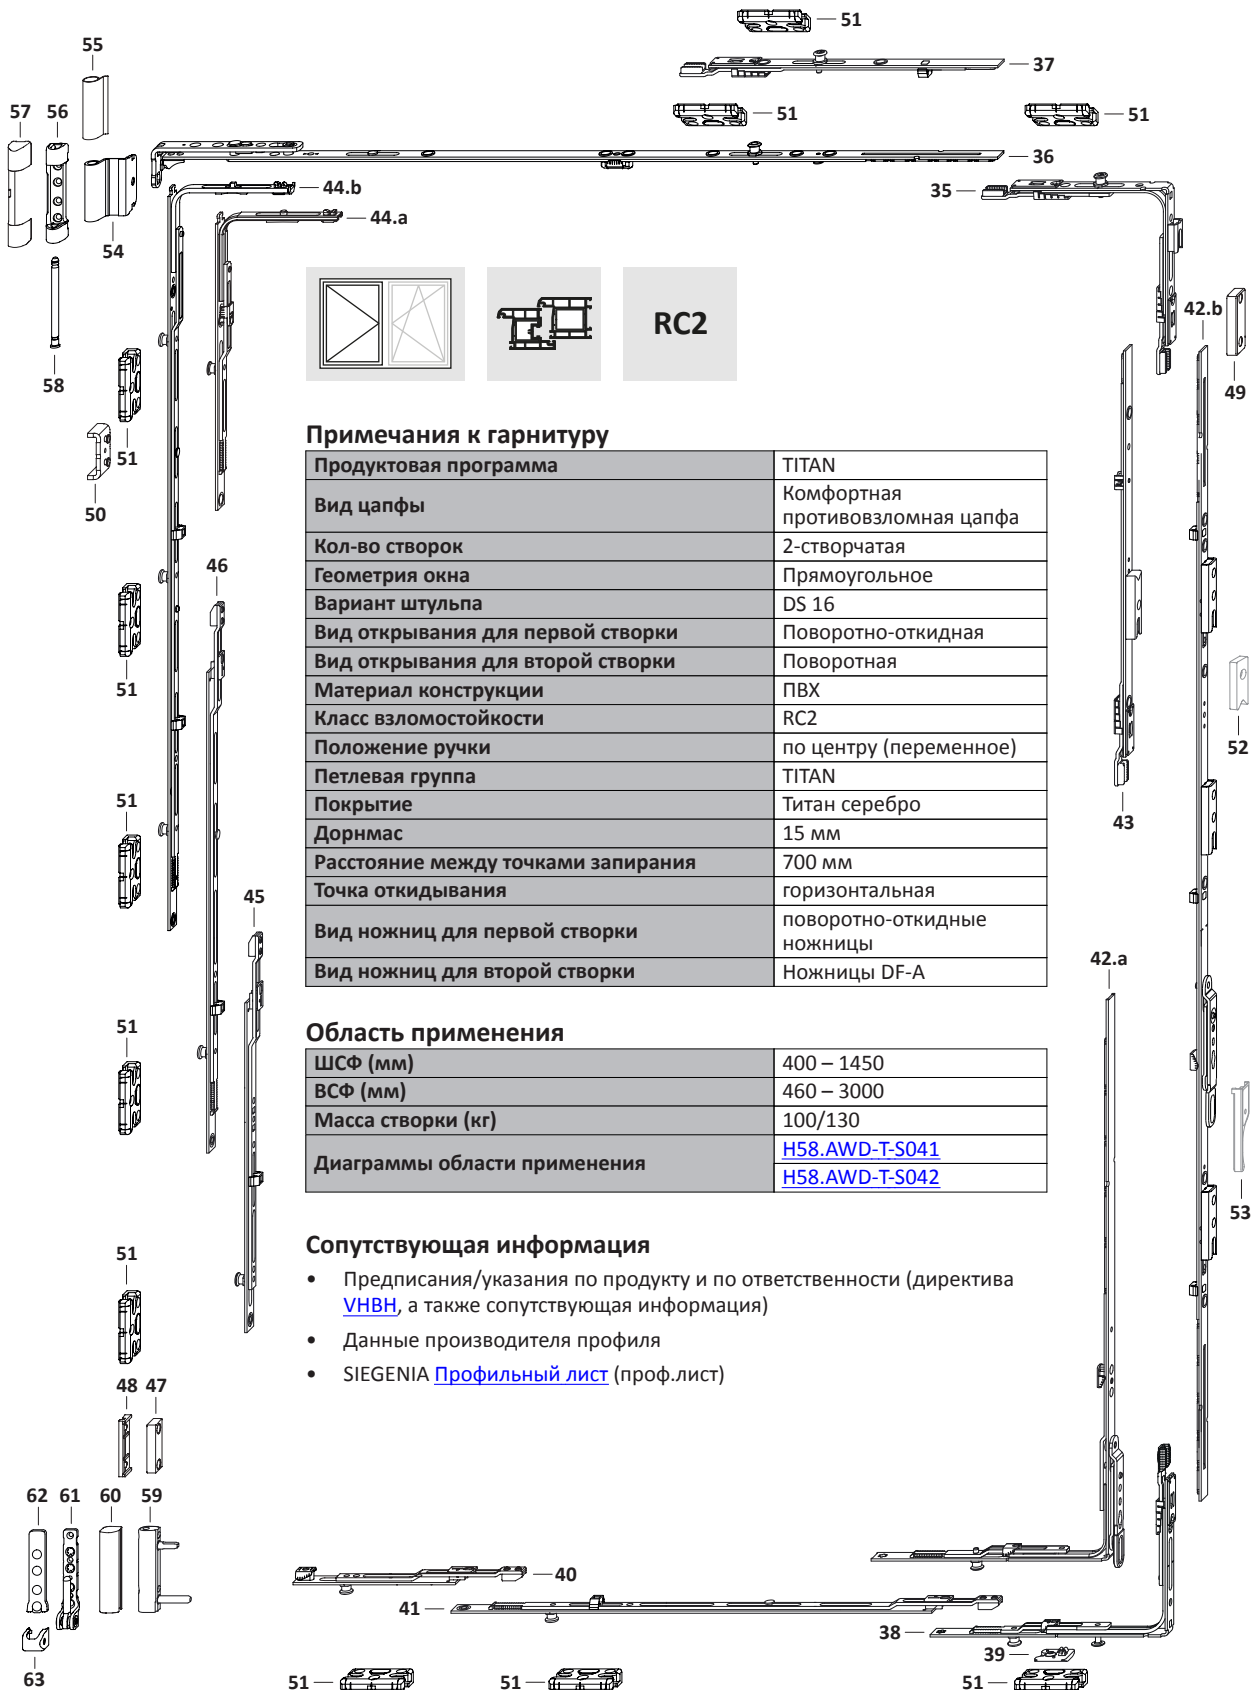 51
55
37
57 56
51
51
36
44.b
35
44.a
54
RC2
42.b
58
49
51
Примечания к гарнитуру
Продуктовая программа TITAN
Вид цапфы Комфортная
противовзломная цапфа
50
Кол-во створок 2-створчатая
46
Геометрия окна Прямоугольное
Вариант штульпа DS 16
Вид открывания для первой створки Поворотно-откидная
Вид открывания для второй створки Поворотная
51
Материал конструкции ПВХ
Класс взломостойкости RC2
52
Положение ручки по центру (переменное)
Петлевая группа TITAN
51
Покрытие Титан серебро
43
Дорнмас 15 мм
Расстояние между точками запирания 700 мм
Точка откидывания горизонтальная
45
Вид ножниц для первой створки поворотно-откидные
ножницы
Вид ножниц для второй створки Ножницы DF-A
42.a
51
Область применения
ШСФ (мм) 400 – 1450
ВСФ (мм) 460 – 3000
Масса створки (кг) 100/130
Диаграммы области применения H58.AWD-T-S041
H58.AWD-T-S042
53
Сопутствующая информация
51
• Предписания/указания по продукту и по ответственности (директива
VHBH, а также сопутствующая информация)
• Данные производителя профиля
• SIEGENIA Профильный лист (проф.лист)
48 47
62 61 60 59
40
41
38
39
63
51
51
51